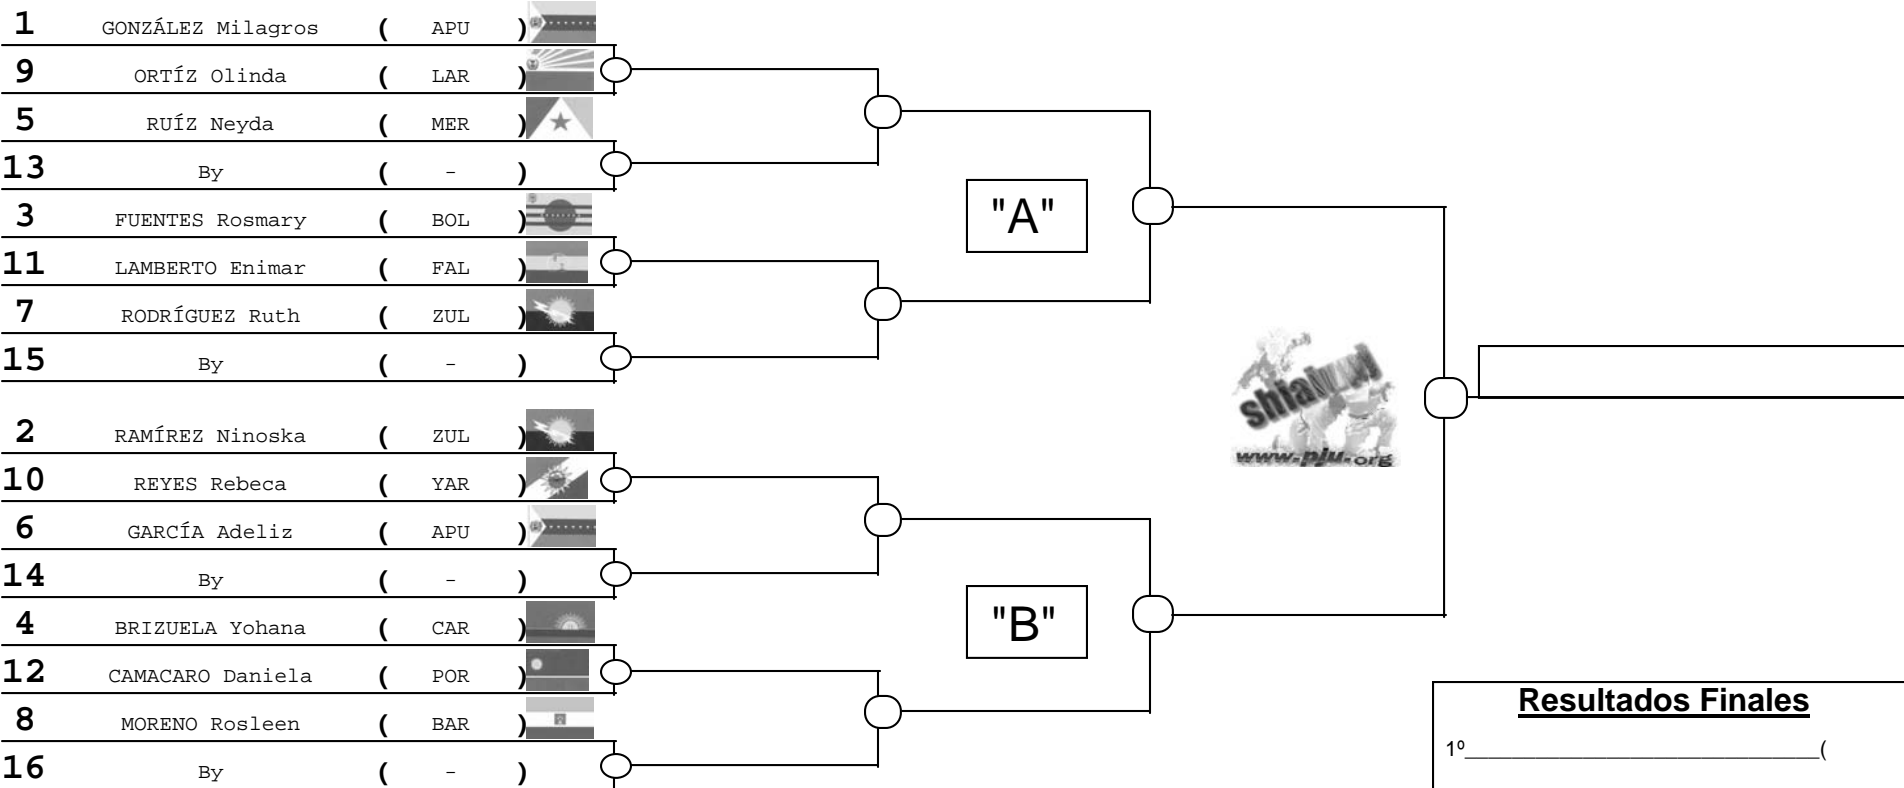 1 GONZÁLEZ Milagros ( APU )
9 ORTÍZ Olinda ( LAR )
5 RUÍZ Neyda ( MER )
13 By ( - )
3 FUENTES Rosmary ( BOL )
11 LAMBERTO Enimar ( FAL )
7 RODRÍGUEZ Ruth ( ZUL )
15 By ( - )
"A"
2 RAMÍREZ Ninoska ( ZUL )
10 REYES Rebeca ( YAR )
6 GARCÍA Adeliz ( APU )
14 By ( - )
4 BRIZUELA Yohana ( CAR )
12 CAMACARO Daniela ( POR )
8 MORENO Rosleen ( BAR )
16 By ( - )
"B"
www.pju.org
Resultados Finales
1º______________________________(